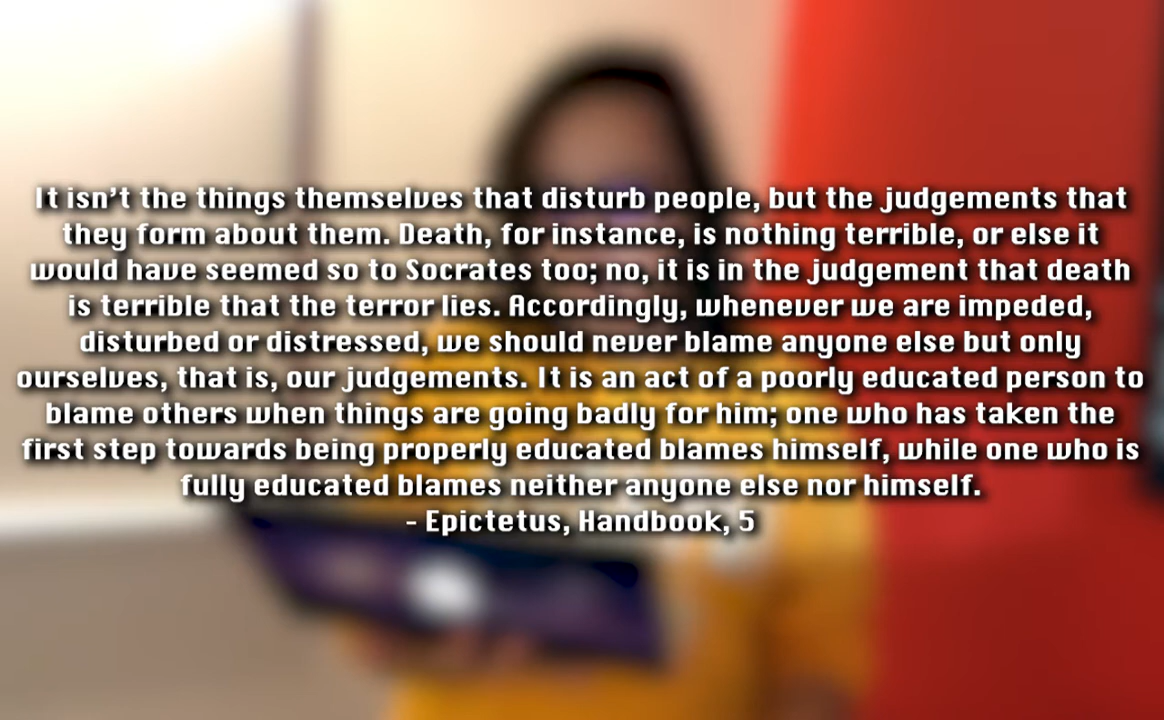 It isn’t the things themselves that disturb people, but the judgements that
they form about them. Death, for instance, is nothing terrible, or else it
would have seemed so to Socrates too; no, it is in the judgement that death
is terrible that the terror lies. Accordingly, whenever we are impeded,
disturbed or distressed, we should never blame anyone else but only
ourselves, that is, our judgements. It is an act of a poorly educated person to
blame others when things are going badly for him; one who has taken the
first step towards being properly educated blames himself, while one who is
fully educated blames neither anyone else nor himself.
- Epictetus, Handbook, 5